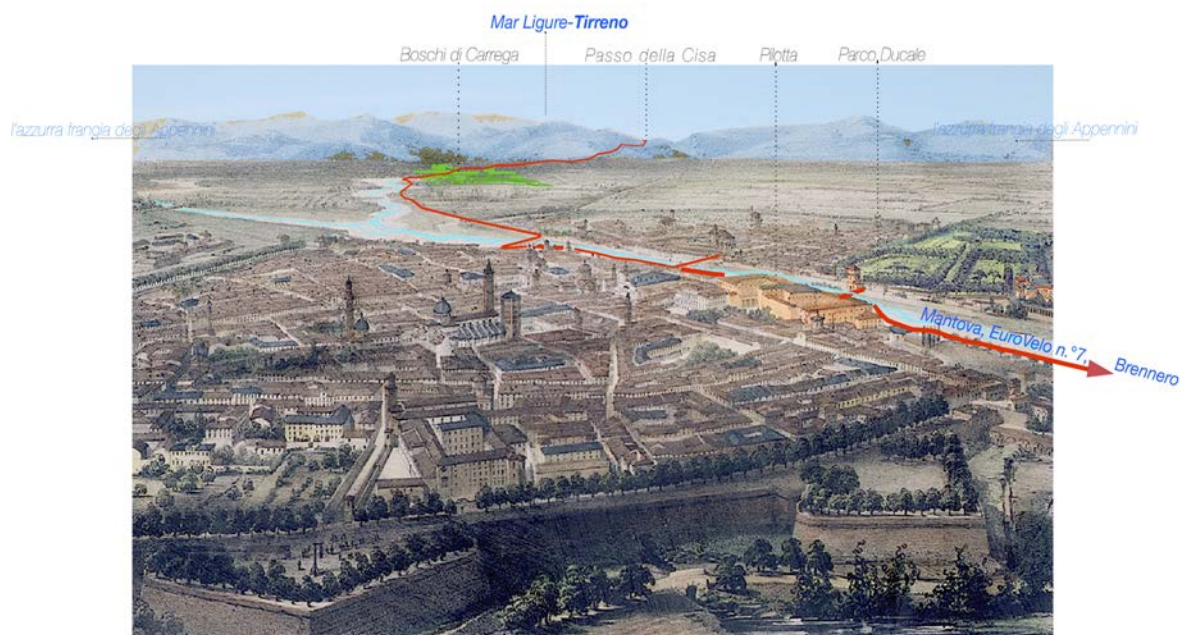 Mar Ligure-Tirreno
Boschi di Carrega
Passo della Cisa
Pilotta
Parco Ducale
l'azzurra frangia degli Appennini
l'azzurra frangia degli Appennini
Mantova, EuroVelo n.°7,
Brennero